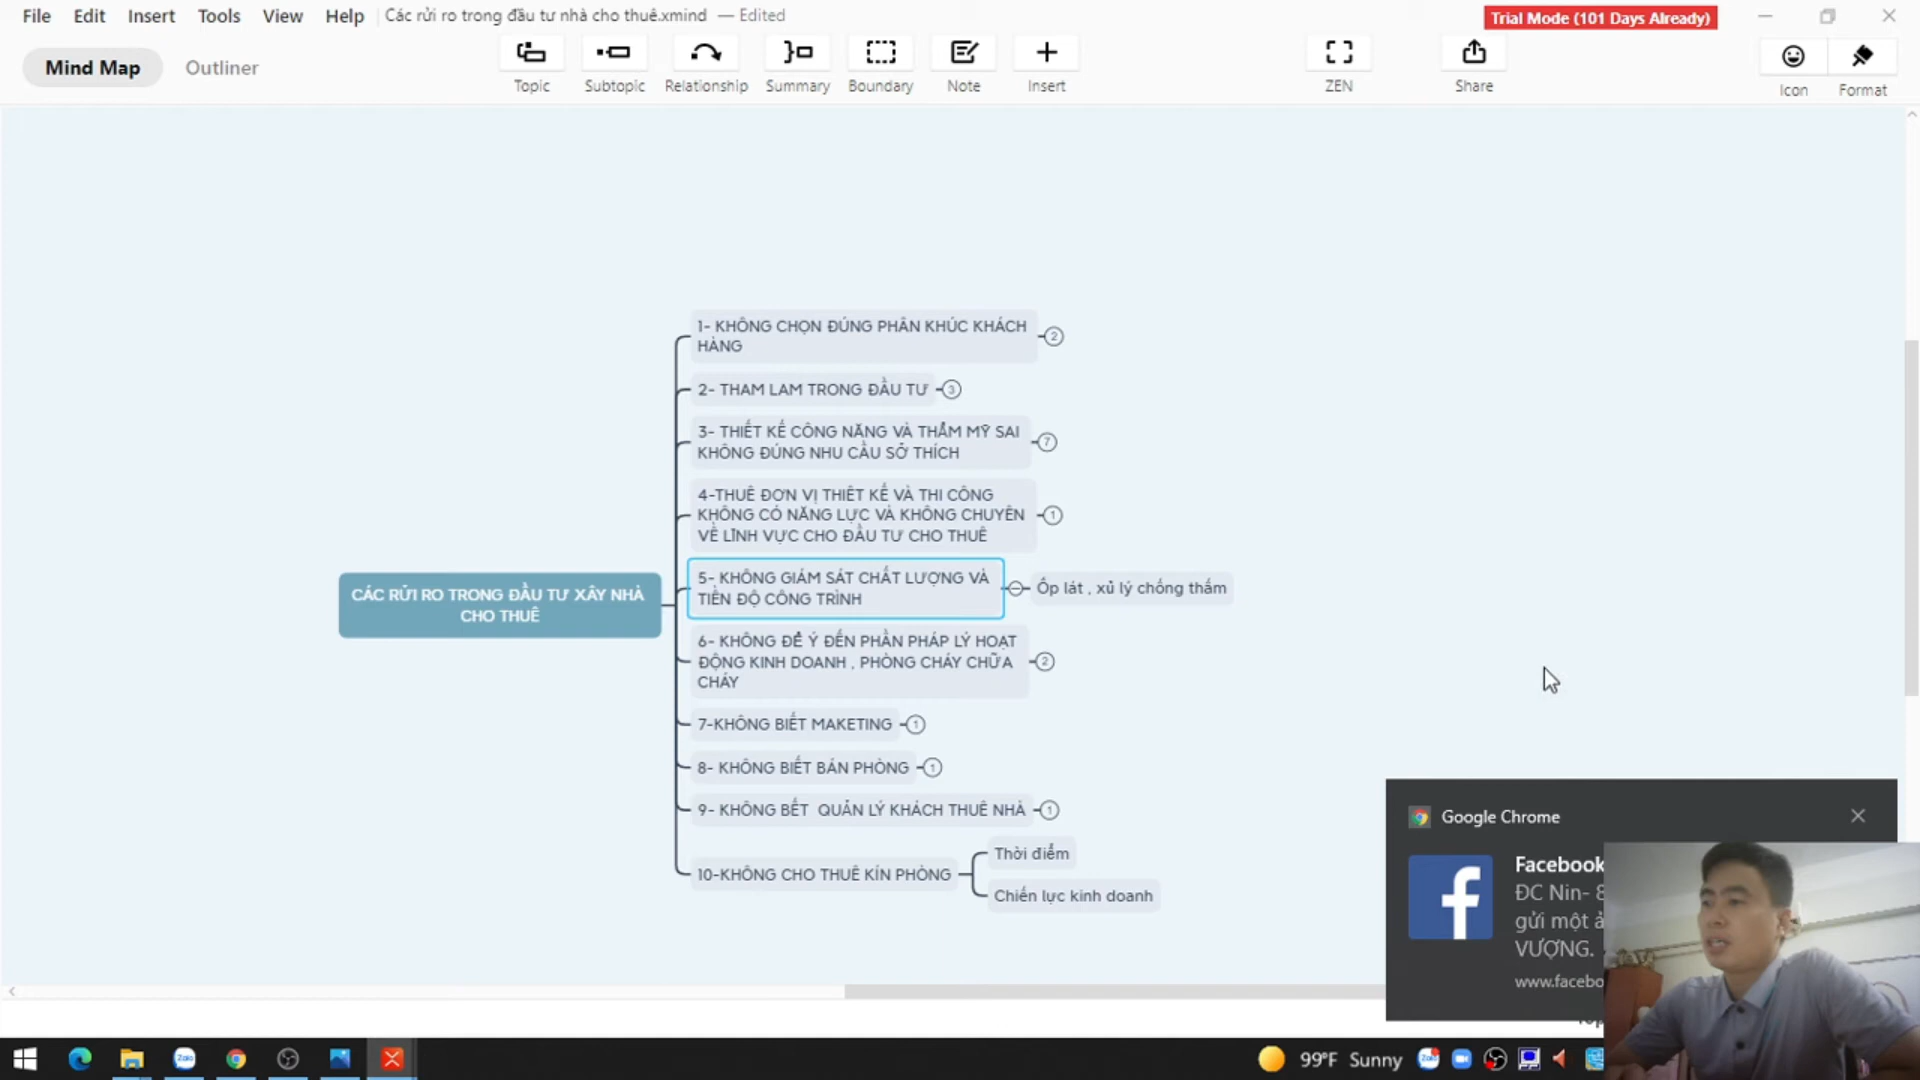 File Edit Insert Tools View Help Các rủi ro trong đầu tư nhà cho thuê.xmind — Edited
Trial Mode (101 Days Already)
Mind Map Outliner
Topic Subtopic Relationship Summary Boundary Note Insert ZEN Share Icon Format
1- KHÔNG CHỌN ĐÚNG PHÂN KHÚC KHÁCH
HÀNG
2
2- THAM LAM TRONG ĐẦU TƯ
3
3- THIẾT KẾ CÔNG NĂNG VÀ THẨM MỸ SAI
KHÔNG ĐÚNG NHU CẦU SỞ THÍCH
7
4-THUÊ ĐƠN VỊ THIÊT KẾ VÀ THI CÔNG
KHÔNG CÓ NĂNG LỰC VÀ KHÔNG CHUYÊN
VỀ LĨNH VỰC CHO ĐẦU TƯ CHO THUÊ
1
CÁC RỦI RO TRONG ĐẦU TƯ XÂY NHÀ
CHO THUÊ
5- KHÔNG GIÁM SÁT CHẤT LƯỢNG VÀ
TIẾN ĐỘ CÔNG TRÌNH
Ốp lát , xủ lý chống thấm
6- KHÔNG ĐỂ Ý ĐẾN PHẦN PHÁP LÝ HOẠT
ĐỘNG KINH DOANH , PHÒNG CHÁY CHỮA
CHÁY
2
7-KHÔNG BIẾT MAKETING
1
8- KHÔNG BIẾT BÁN PHÒNG
1
9- KHÔNG BẾT QUẢN LÝ KHÁCH THUÊ NHÀ
1
10-KHÔNG CHO THUÊ KÍN PHÒNG
Thời điểm
Chiến lực kinh doanh
Google Chrome
Facebook
ĐC Nin- 8
gửi một
VƯỢNG.
www.facebo
Zalo
99°F Sunny